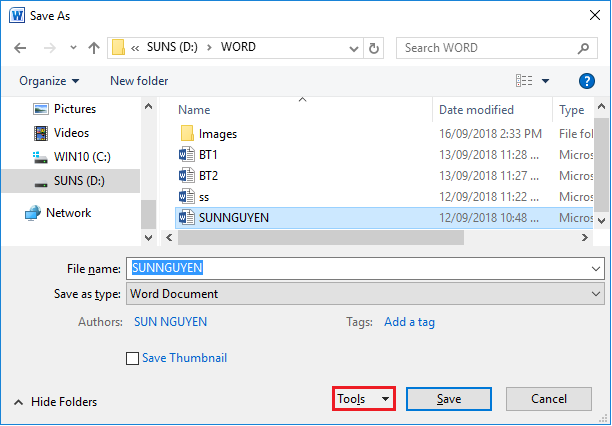 Save As
SUNS (D:) WORD Search WORD
Organize New folder
Name Date modified Type
Pictures
Videos
WIN10 (C:)
SUNS (D:)
Network
Images 16/09/2018 2:33 PM File fol
BT1 13/09/2018 11:28 ... Micros
BT2 13/09/2018 11:27 ... Micros
ss 12/09/2018 11:22 ... Micros
SUNNGUYEN 12/09/2018 10:48 ... Micros
File name: SUNNGUYEN
Save as type: Word Document
Authors: SUN NGUYEN Tags: Add a tag
Save Thumbnail
Hide Folders Tools Save Cancel